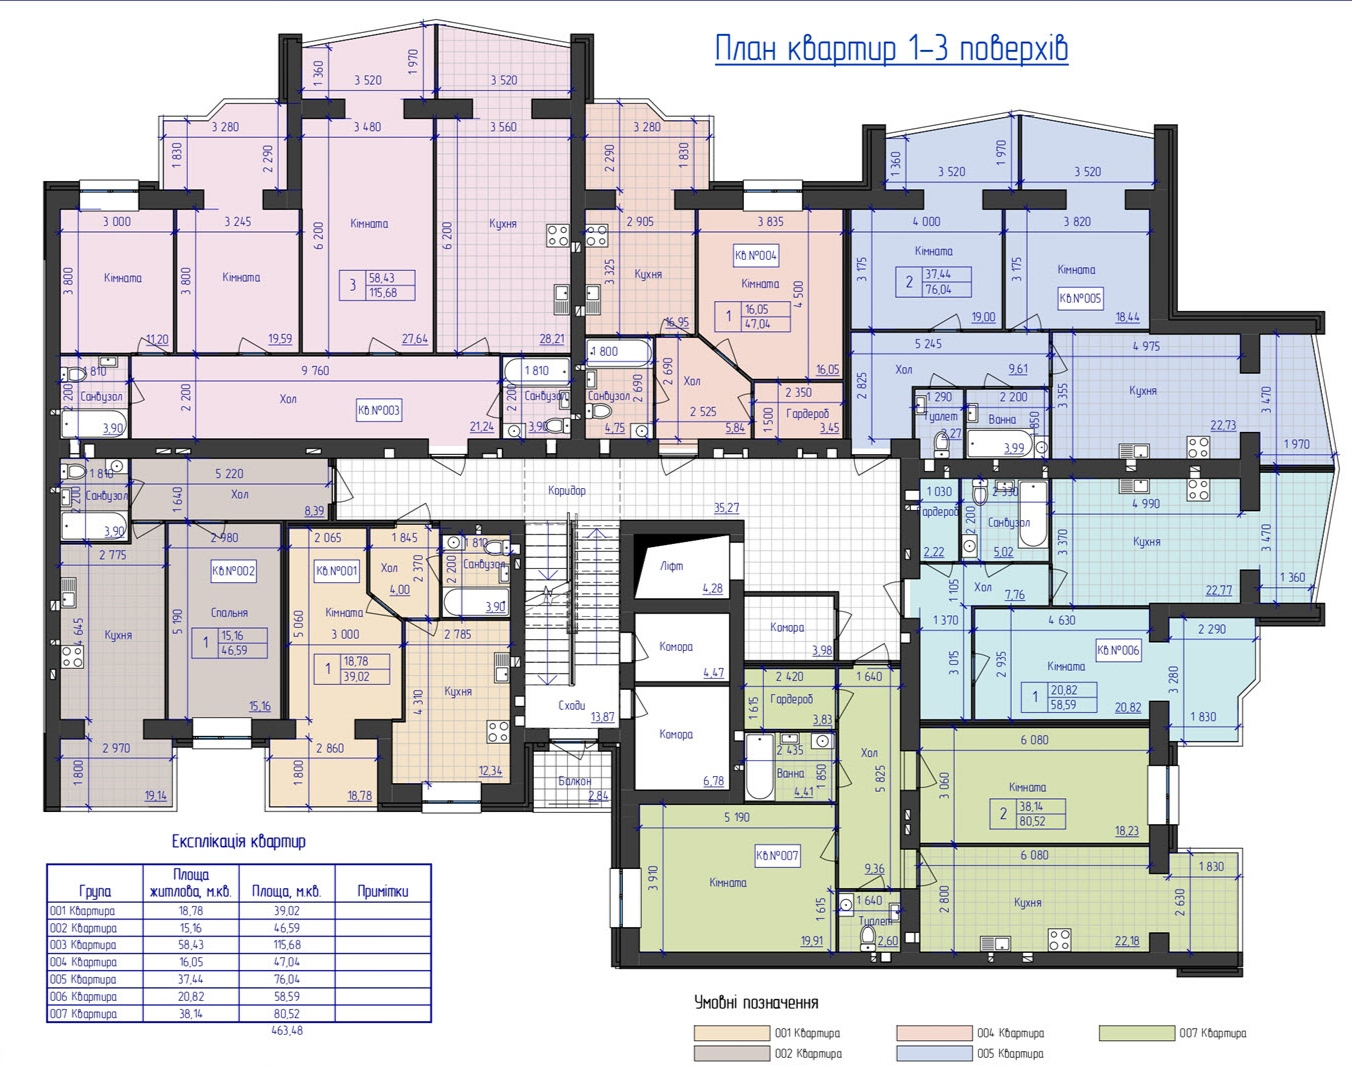 План квартир 1-3 поверхів
1 360
3 520
1 970
3 520
3 280
1 830
2 290
3 480
3 560
3 280
2 290
1 830
1 360
3 520
1 970
3 520
3 000
3 245
6 200
Кімната
6 200
Кухня
2 905
3 835
4 000
3 820
3 800
Кімната
3 800
Кімната
3
58,43
115,68
3 325
Кухня
Кв.№004
Кімната
4 500
1
16,05
47,04
3 175
Кімната
2
37,44
76,04
3 175
Кімната
Кв.№005
11,20
19,59
27,64
28,21
16,95
16,05
19,00
18,44
1 810
2 200
Санвузол
3,90
9 760
2 200
Хол
Кв.№003
21,24
1 810
2 200
Санвузол
3,90
1 800
2 690
Санвузол
4,75
2 690
Хол
2 525
5,84
2 350
1 500
Гардероб
3,45
5 245
Хол
9,61
2 825
1 290
Туалет
2,27
2 200
Ванна
1 850
3,99
4 975
3 355
Кухня
22,73
3 470
1 970
1 810
2 200
Санвузол
3,90
5 220
1 640
Хол
8,39
Коридор
35,27
1 030
Гардероб
2,22
2 330
2 200
Санвузол
5,02
4 990
3 370
Кухня
22,77
3 470
1 360
2 775
2 980
2 065
1 845
Кв.№002
Кв.№001
Хол
4,00
2 370
1 810
2 200
Санвузол
3,90
Ліфт
4,28
1 105
Хол
7,76
5 190
Спальня
1
15,16
46,59
4 645
Кухня
5 060
Кімната
3 000
1
18,78
39,02
2 785
4 310
Кухня
Комора
4,47
Комора
3,98
1 370
4 630
3 015
2 935
Кімната
Кв.№006
1
20,82
58,59
20,82
2 290
3 280
1 830
15,16
Сходи
13,87
Комора
6,78
2 420
1 615
Гардероб
3,83
1 640
Хол
5 825
9,36
2 970
1 800
19,14
2 860
1 800
18,78
12,34
Балкон
2,84
2 435
Ванна
1 850
4,41
6 080
3 060
Кімната
2
38,14
80,52
18,23
5 190
3 910
Кв.№007
Кімната
19,91
1 615
1 640
Туалет
2,60
6 080
2 800
Кухня
22,18
1 830
2 630
Експлікація квартир
Група Площа житлова, м.кв. Площа, м.кв. Примітки
001 Квартира 18,78 39,02
002 Квартира 15,16 46,59
003 Квартира 58,43 115,68
004 Квартира 16,05 47,04
005 Квартира 37,44 76,04
006 Квартира 20,82 58,59
007 Квартира 38,14 80,52
463,48
Умовні позначення
001 Квартира
004 Квартира
007 Квартира
002 Квартира
005 Квартира